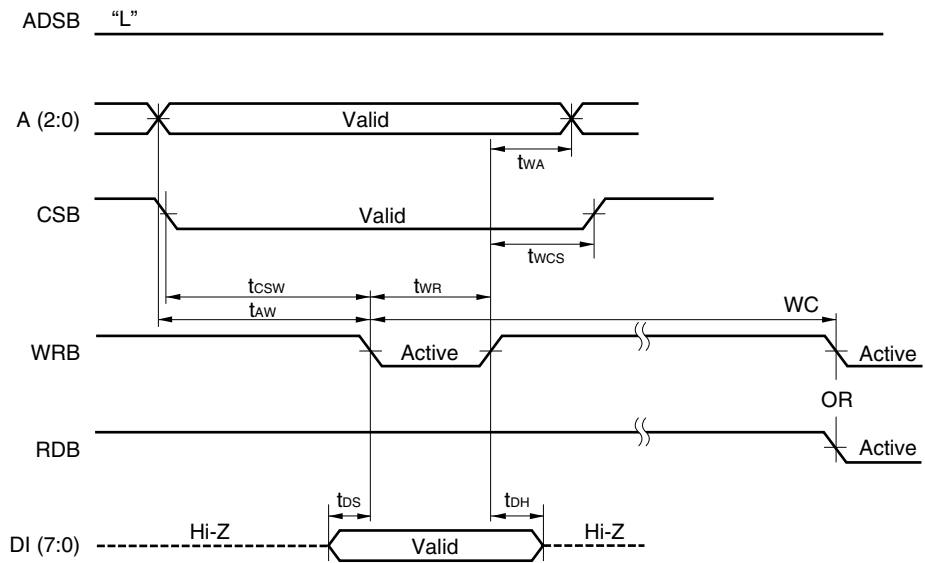 ADSB “L”
A (2:0) Valid
tWA
CSB Valid
tWCS
tCSW tWR
tAW WC
WRB Active Active
OR
RDB Active
tDS tDH
DI (7:0) Hi-Z Valid Hi-Z